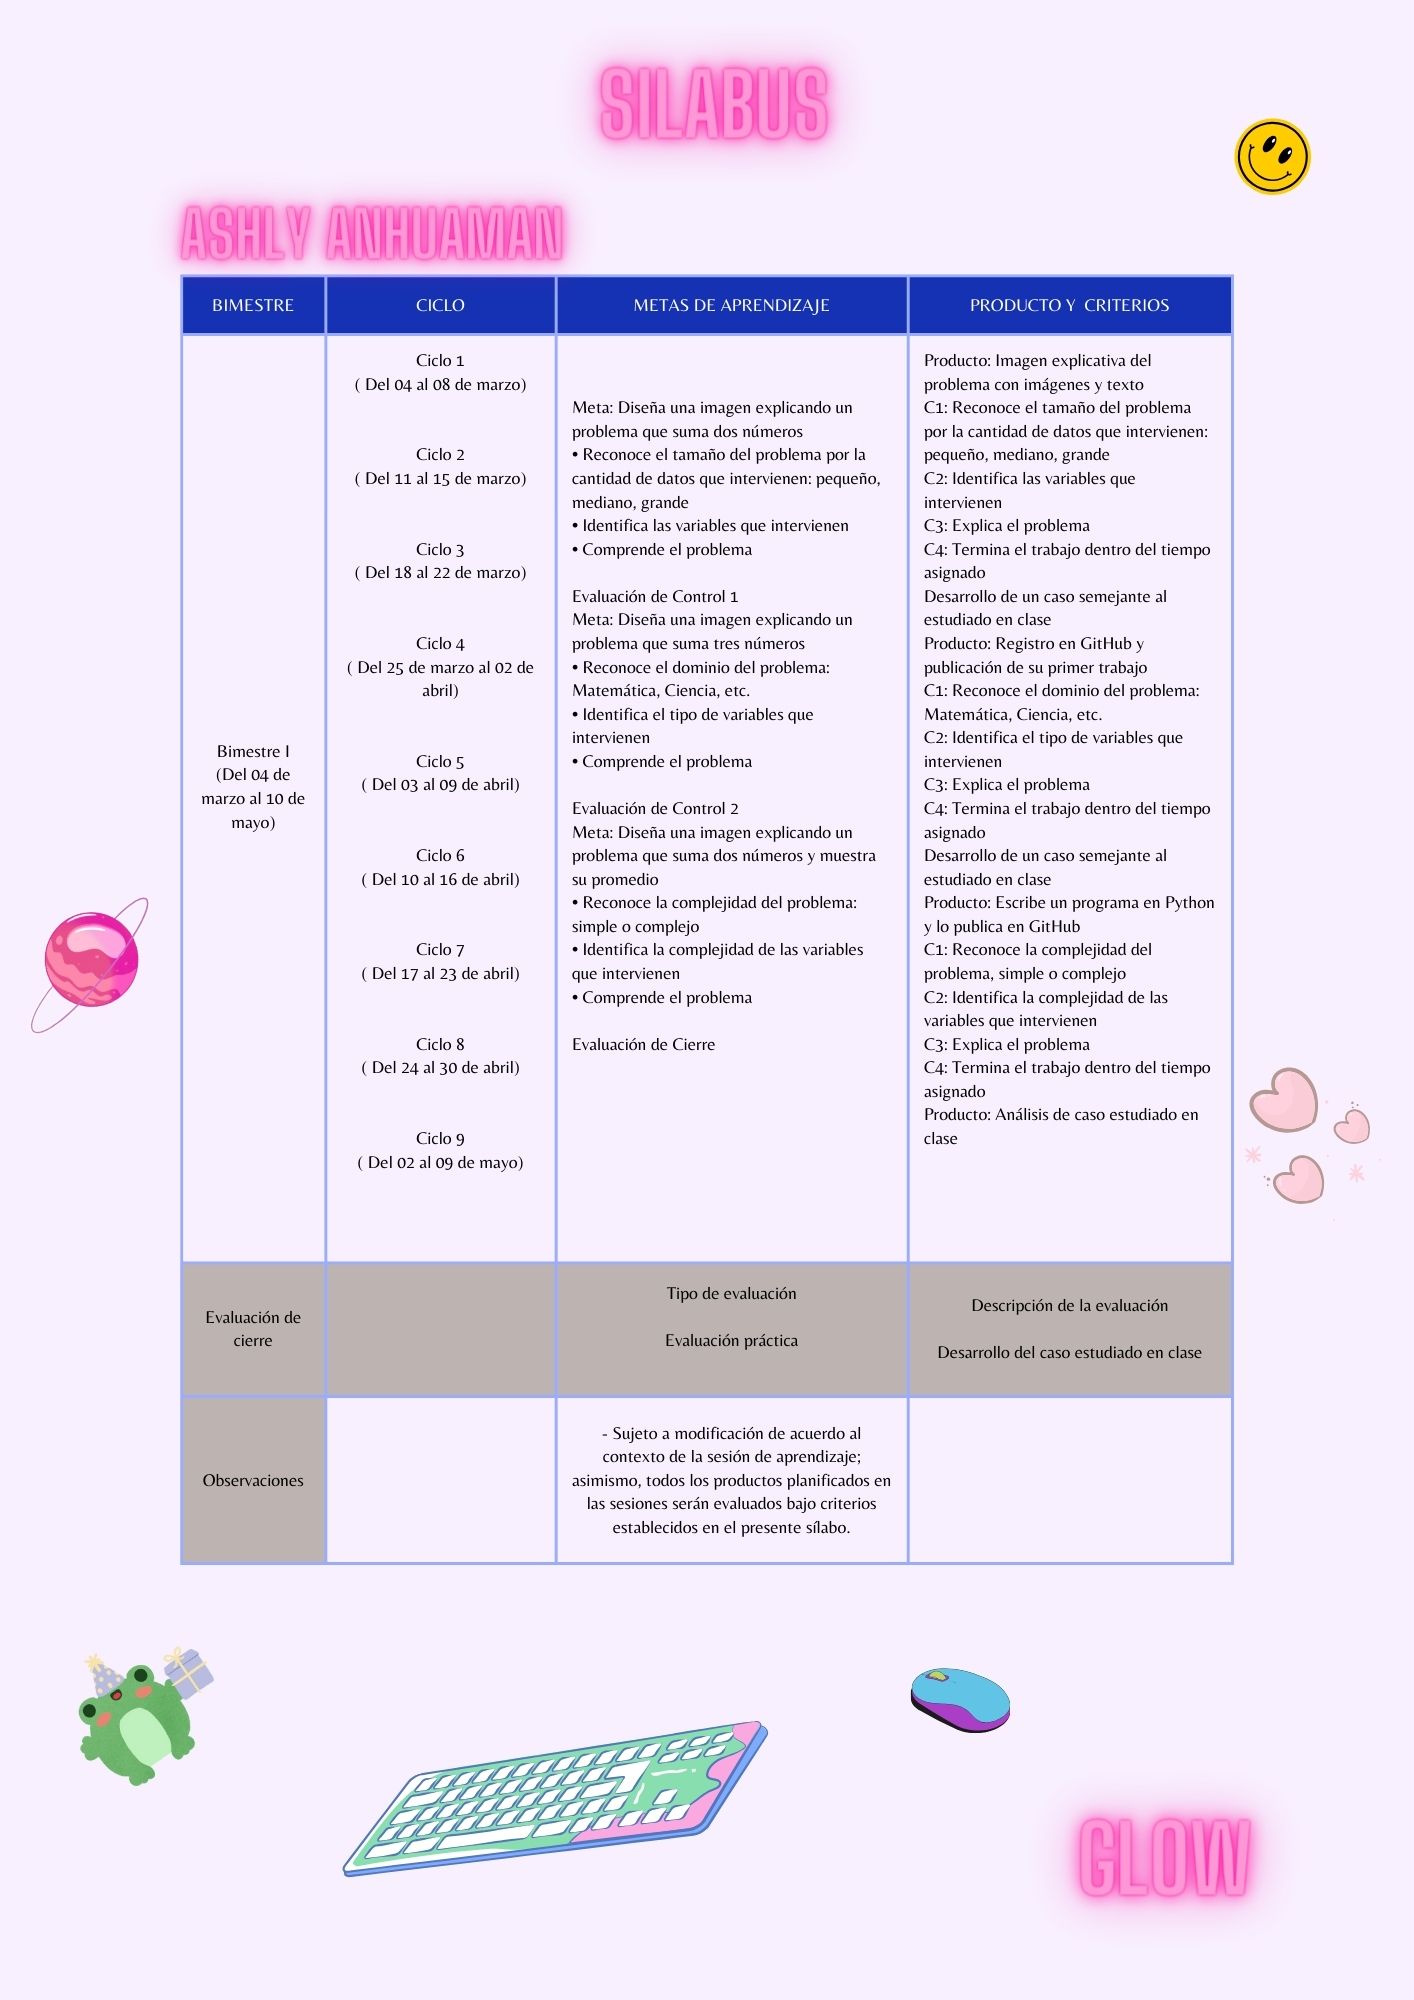 SILABUS
ASHLY ANHUAMAN
BIMESTRE
CICLO
METAS DE APRENDIZAJE
PRODUCTO Y CRITERIOS
Bimestre I
(Del 04 de
marzo al 10 de
mayo)
Ciclo 1
( Del 04 al 08 de marzo)
Ciclo 2
( Del 11 al 15 de marzo)
Ciclo 3
( Del 18 al 22 de marzo)
Ciclo 4
( Del 25 de marzo al 02 de
abril)
Ciclo 5
( Del 03 al 09 de abril)
Ciclo 6
( Del 10 al 16 de abril)
Ciclo 7
( Del 17 al 23 de abril)
Ciclo 8
( Del 24 al 30 de abril)
Ciclo 9
( Del 02 al 09 de mayo)
Meta: Diseña una imagen explicando un
problema que suma dos números
• Reconoce el tamaño del problema por la
cantidad de datos que intervienen: pequeño,
mediano, grande
• Identifica las variables que intervienen
• Comprende el problema
Evaluación de Control 1
Meta: Diseña una imagen explicando un
problema que suma tres números
• Reconoce el dominio del problema:
Matemática, Ciencia, etc.
• Identifica el tipo de variables que
intervienen
• Comprende el problema
Evaluación de Control 2
Meta: Diseña una imagen explicando un
problema que suma dos números y muestra
su promedio
• Reconoce la complejidad del problema:
simple o complejo
• Identifica la complejidad de las variables
que intervienen
• Comprende el problema
Evaluación de Cierre
Producto: Imagen explicativa del
problema con imágenes y texto
C1: Reconoce el tamaño del problema
por la cantidad de datos que intervienen:
pequeño, mediano, grande
C2: Identifica las variables que
intervienen
C3: Explica el problema
C4: Termina el trabajo dentro del tiempo
asignado
Desarrollo de un caso semejante al
estudiado en clase
Producto: Registro en GitHub y
publicación de su primer trabajo
C1: Reconoce el dominio del problema:
Matemática, Ciencia, etc.
C2: Identifica el tipo de variables que
intervienen
C3: Explica el problema
C4: Termina el trabajo dentro del tiempo
asignado
Desarrollo de un caso semejante al
estudiado en clase
Producto: Escribe un programa en Python
y lo publica en GitHub
C1: Reconoce la complejidad del
problema, simple o complejo
C2: Identifica la complejidad de las
variables que intervienen
C3: Explica el problema
C4: Termina el trabajo dentro del tiempo
asignado
Producto: Análisis de caso estudiado en
clase
Evaluación de
cierre
Tipo de evaluación
Evaluación práctica
Descripción de la evaluación
Desarrollo del caso estudiado en clase
Observaciones
- Sujeto a modificación de acuerdo al
contexto de la sesión de aprendizaje;
asimismo, todos los productos planificados en
las sesiones serán evaluados bajo criterios
establecidos en el presente sílabo.
GLOW